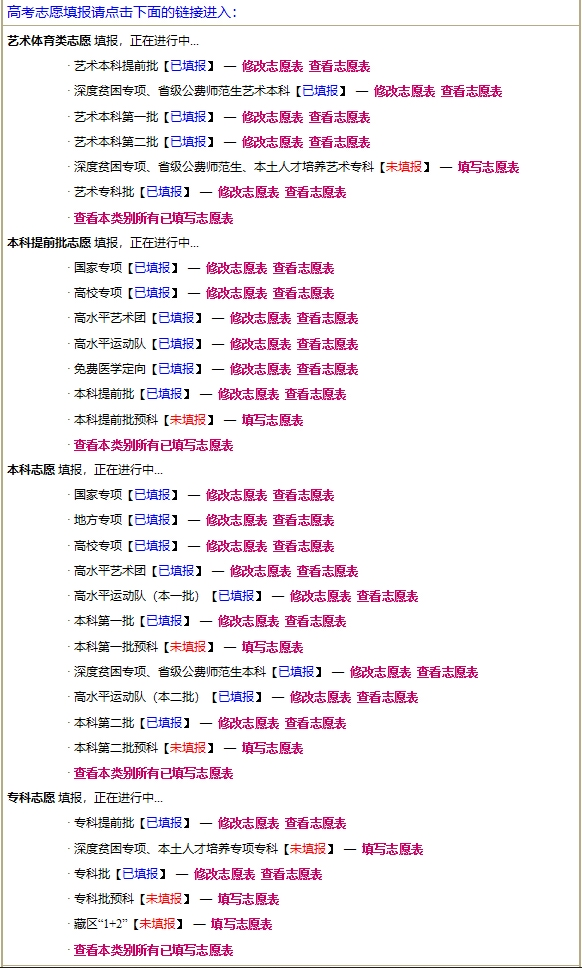 高考志愿填报请点击下面的链接进入：
艺术体育类志愿 填报，正在进行中...
· 艺术本科提前批【已填报】 — 修改志愿表 查看志愿表
· 深度贫困专项、省级公费师范生艺术本科【已填报】 — 修改志愿表 查看志愿表
· 艺术本科第一批【已填报】 — 修改志愿表 查看志愿表
· 艺术本科第二批【已填报】 — 修改志愿表 查看志愿表
· 深度贫困专项、省级公费师范生、本土人才培养艺术专科【未填报】 — 填写志愿表
· 艺术专科批【已填报】 — 修改志愿表 查看志愿表
· 查看本类别所有已填写志愿表
本科提前批志愿 填报，正在进行中...
· 国家专项【已填报】 — 修改志愿表 查看志愿表
· 高校专项【已填报】 — 修改志愿表 查看志愿表
· 高水平艺术团【已填报】 — 修改志愿表 查看志愿表
· 高水平运动队【已填报】 — 修改志愿表 查看志愿表
· 免费医学定向【已填报】 — 修改志愿表 查看志愿表
· 本科提前批【已填报】 — 修改志愿表 查看志愿表
· 本科提前批预科【未填报】 — 填写志愿表
· 查看本类别所有已填写志愿表
本科志愿 填报，正在进行中...
· 国家专项【已填报】 — 修改志愿表 查看志愿表
· 地方专项【已填报】 — 修改志愿表 查看志愿表
· 高校专项【已填报】 — 修改志愿表 查看志愿表
· 高水平艺术团【已填报】 — 修改志愿表 查看志愿表
· 高水平运动队（本一批）【已填报】 — 修改志愿表 查看志愿表
· 本科第一批【已填报】 — 修改志愿表 查看志愿表
· 本科第一批预科【未填报】 — 填写志愿表
· 深度贫困专项、省级公费师范生本科【已填报】 — 修改志愿表 查看志愿表
· 高水平运动队（本二批）【已填报】 — 修改志愿表 查看志愿表
· 本科第二批【已填报】 — 修改志愿表 查看志愿表
· 本科第二批预科【未填报】 — 填写志愿表
· 查看本类别所有已填写志愿表
专科志愿 填报，正在进行中...
· 专科提前批【已填报】 — 修改志愿表 查看志愿表
· 深度贫困专项、本土人才培养专项专科【未填报】 — 填写志愿表
· 专科批【已填报】 — 修改志愿表 查看志愿表
· 专科批预科【未填报】 — 填写志愿表
· 藏区“1+2”【未填报】 — 填写志愿表
· 查看本类别所有已填写志愿表